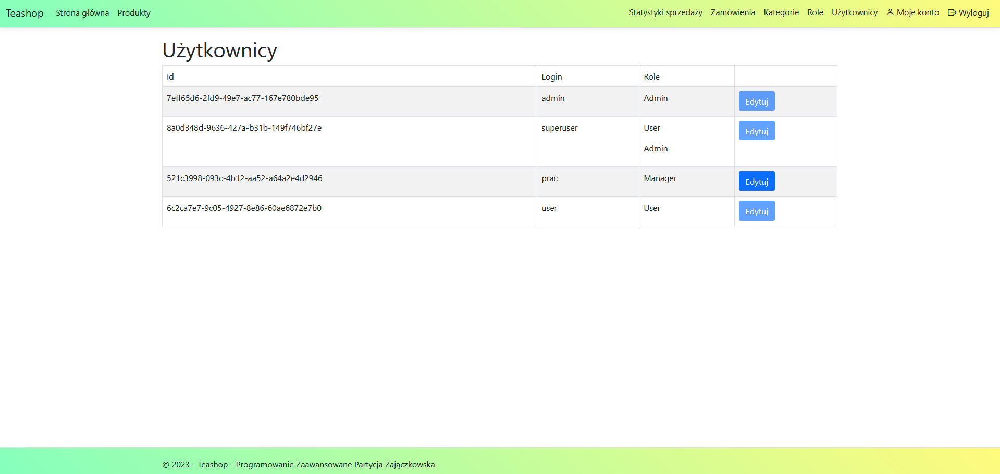 Teashop Strona główna Produkty Statystyki sprzedaży Zamówienia Kategorie Role Użytkownicy Moje konto Wyloguj
Użytkownicy
Id Login Role
7eff65d6-2fd9-49e7-ac77-167e780bde95 admin Admin Edytuj
8a0d348d-9636-427a-b31b-149f746bf27e superuser User Edytuj
Admin
521c3998-093c-4b12-aa52-a64a2e4d2946 prac Manager Edytuj
6c2ca7e7-9c05-4927-8e86-60ae6872e7b0 user User Edytuj
© 2023 - Teashop - Programowanie Zaawansowane Partycja Zajączkowska